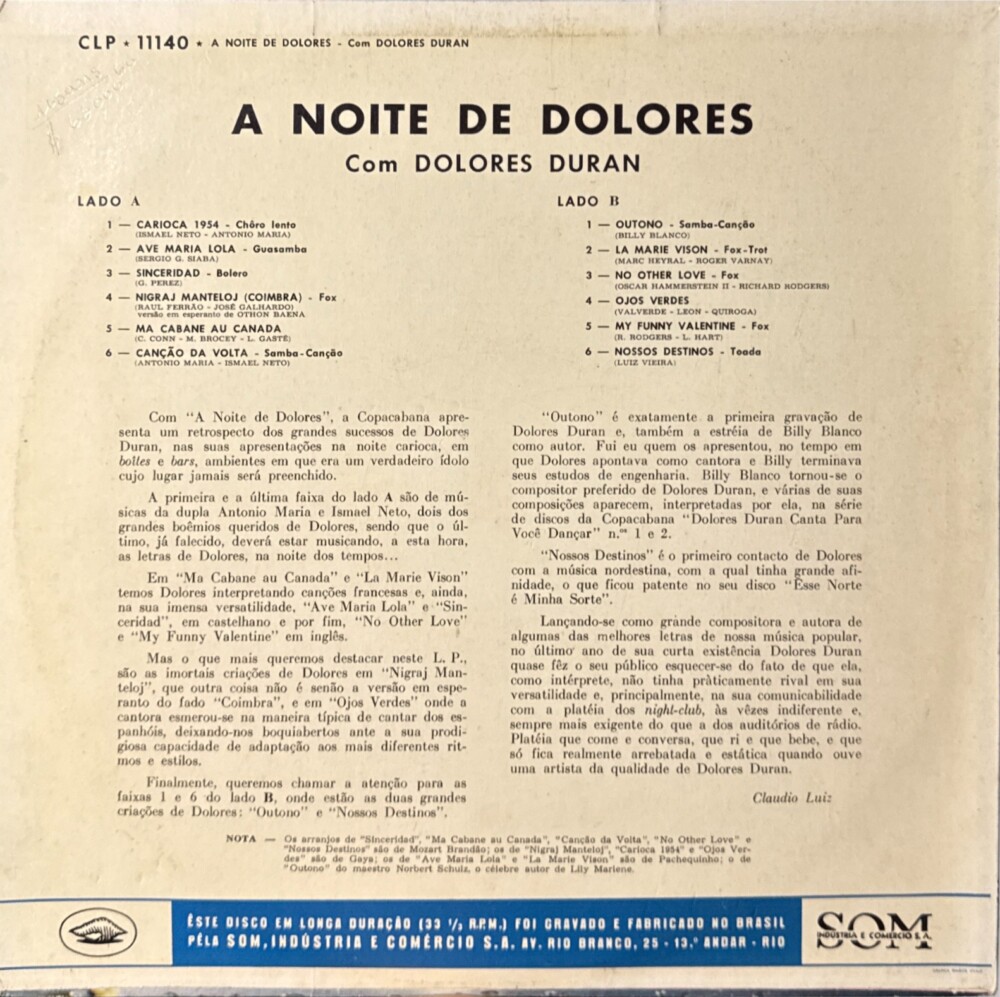 CLP ★ 11140 ★ A NOITE DE DOLORES - Com DOLORES DURAN
A NOITE DE DOLORES
Com DOLORES DURAN
LADO A
1 — CARIOCA 1954 - Chôro lento
(ISMAEL NETO - ANTONIO MARIA)
2 — AVE MARIA LOLA - Guasamba
(SERGIO G. SIABA)
3 — SINCERIDAD - Bolero
(G. PEREZ)
4 — NIGRAJ MANTELOJ (COIMBRA) - Fox
(RAUL FERRÃO - JOSÉ GALHARDO)
versão em esperanto de OTHON BAENA
5 — MA CABANE AU CANADA
(C. CONN - M. BROCEY - L. GASTÉ)
6 — CANÇÃO DA VOLTA - Samba-Canção
(ANTONIO MARIA - ISMAEL NETO)
LADO B
1 — OUTONO - Samba-Canção
(BILLY BLANCO)
2 — LA MARIE VISON - Fox-Trot
(MARC HEYRAL - ROGER VARNAY)
3 — NO OTHER LOVE - Fox
(OSCAR HAMMERSTEIN II - RICHARD RODGERS)
4 — OJOS VERDES
(VALVERDE - LEON - QUIROGA)
5 — MY FUNNY VALENTINE - Fox
(R. RODGERS - L. HART)
6 — NOSSOS DESTINOS - Toada
(LUIZ VIEIRA)
Com "A Noite de Dolores", a Copacabana apre-
senta um retrospecto dos grandes sucessos de Dolores
Duran, nas suas apresentações na noite carioca, em
boites e bars, ambientes em que era um verdadeiro ídolo
cujo lugar jamais será preenchido.
A primeira e a última faixa do lado A são de mú-
sicas da dupla Antonio Maria e Ismael Neto, dois dos
grandes boêmios queridos de Dolores, sendo que o úl-
timo, já falecido, deverá estar musicando, a esta hora,
as letras de Dolores, na noite dos tempos...
Em "Ma Cabane au Canada" e "La Marie Vison"
temos Dolores interpretando canções francesas e, ainda,
na sua imensa versatilidade, "Ave Maria Lola" e "Sin-
ceridad", em castelhano e por fim, "No Other Love"
e "My Funny Valentine" em inglês.
Mas o que mais queremos destacar neste L. P.,
são as imortais criações de Dolores em "Nigraj Man-
teloj", que outra coisa não é senão a versão em espe-
ranto do fado "Coimbra", e em "Ojos Verdes" onde a
cantora esmerou-se na maneira típica de cantar dos es-
panhóis, deixando-nos boquiabertos ante a sua prodi-
giosa capacidade de adaptação aos mais diferentes rit-
mos e estilos.
Finalmente, queremos chamar a atenção para as
faixas 1 e 6 do lado B, onde estão as duas grandes
criações de Dolores: "Outono" e "Nossos Destinos".
"Outono" é exatamente a primeira gravação de
Dolores Duran e, também a estréia de Billy Blanco
como autor. Fui eu quem os apresentou, no tempo em
que Dolores apontava como cantora e Billy terminava
seus estudos de engenharia. Billy Blanco tornou-se o
compositor preferido de Dolores Duran, e várias de suas
composições aparecem, interpretadas por ela, na série
de discos da Copacabana "Dolores Duran Canta Para
Você Dançar" n.os 1 e 2.
"Nossos Destinos" é o primeiro contacto de Dolores
com a música nordestina, com a qual tinha grande afi-
nidade, o que ficou patente no seu disco "Êsse Norte
é Minha Sorte".
Lançando-se como grande compositora e autora de
algumas das melhores letras de nossa música popular,
no último ano de sua curta existência Dolores Duran
quase fêz o seu público esquecer-se do fato de que ela,
como intérprete, não tinha pràticamente rival em sua
versatilidade e, principalmente, na sua comunicabilidade
com a platéia dos night-club, às vêzes indiferente e,
sempre mais exigente do que a dos auditórios de rádio.
Platéia que come e conversa, que ri e que bebe, e que
só fica realmente arrebatada e estática quando ouve
uma artista da qualidade de Dolores Duran.
Claudio Luiz
NOTA — Os arranjos de "Sinceridad", "Ma Cabane au Canada", "Canção da Volta", "No Other Love" e
"Nossos Destinos" são de Mozart Brandão; os de "Nigraj Manteloj", "Carioca 1954" e "Ojos Ver-
des" são de Gaya; os de "Ave Maria Lola" e "La Marie Vison" são de Pachequinho; o de
"Outono" do maestro Norbert Schulz, o célebre autor de Lily Marlene.
ÊSTE DISCO EM LONGA DURAÇÃO (33 1/3 R.P.M.) FOI GRAVADO E FABRICADO NO BRASIL
PÉLA SOM, INDÚSTRIA E COMÉRCIO S.A. AV. RIO BRANCO, 25 - 13.º ANDAR - RIO
SOM
INDÚSTRIA E COMÉRCIO S.A.